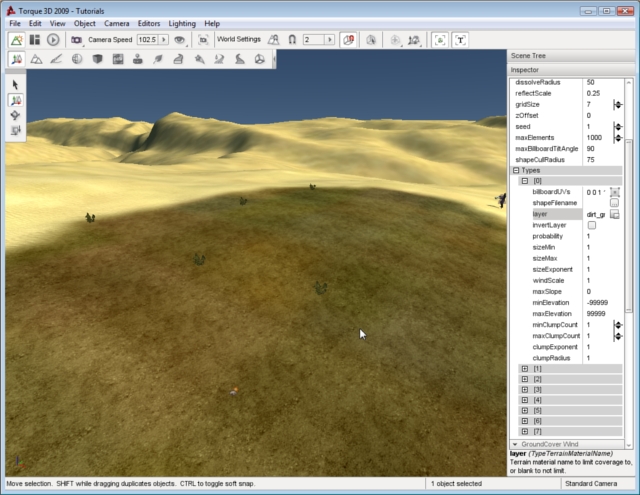 Torque 3D 2009 - Tutorials
File Edit View Object Camera Editors Lighting Help
Camera Speed 102.5 World Settings 2 T
Scene Tree
Inspector
dissolveRadius 50
reflectScale 0.25
gridSize 7
zOffset 0
seed 1
maxElements 1000
maxBillboardTiltAngle 90
shapeCullRadius 75
Types
[0]
billboardUVs 0 0 1
shapeFilename
layer dirt_gr
invertLayer
probability 1
sizeMin 1
sizeMax 1
sizeExponent 1
windScale 1
maxSlope 0
minElevation -99999
maxElevation 99999
minClumpCount 1
maxClumpCount 1
clumpExponent 1
clumpRadius 1
[1]
[2]
[3]
[4]
[5]
[6]
[7]
GroundCover Wind
layer (TypeTerrainMaterialName)
Terrain material name to limit coverage to,
or blank to not limit.
Move selection. SHIFT while dragging duplicates objects. CTRL to toggle soft snap. 1 object selected Standard Camera